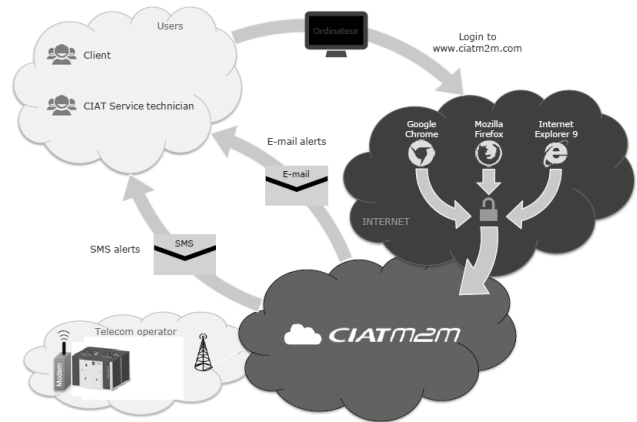 Users
Client
CIAT Service technician
Ordinateur
Login to
www.ciatm2m.com
E-mail alerts
E-mail
SMS alerts
SMS
Google
Chrome
Mozilla
Firefox
Internet
Explorer 9
INTERNET
Telecom operator
Modem
CIATM2M